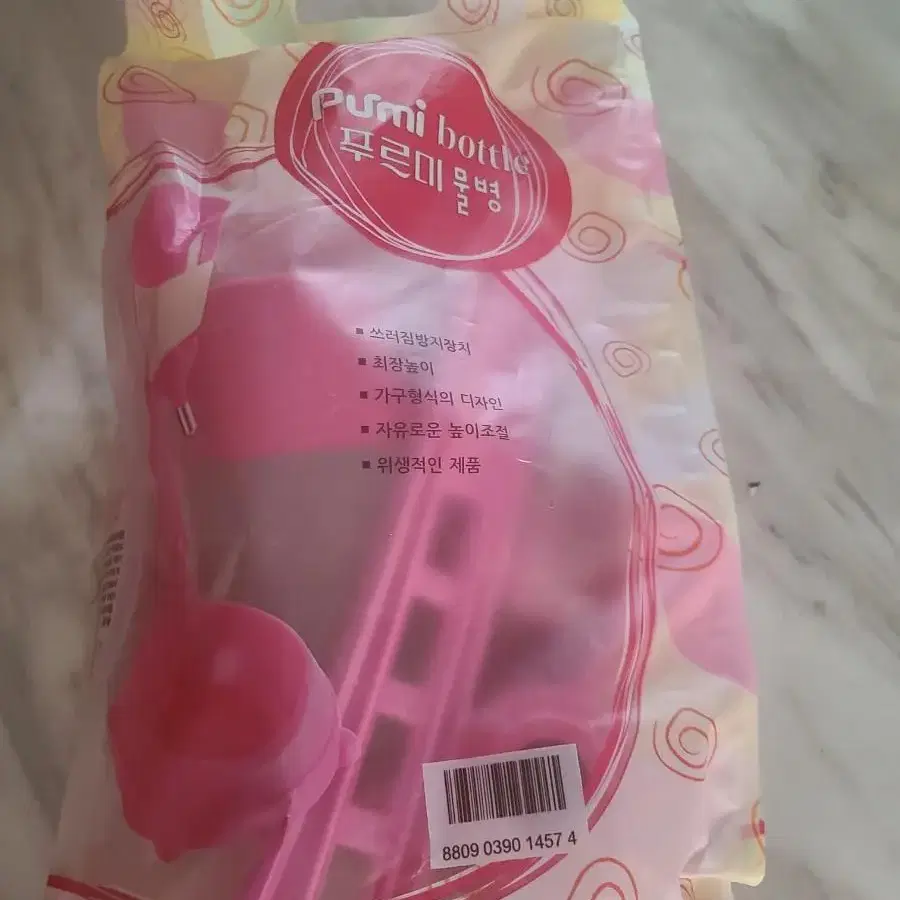 PURMI bottle
푸르미 물병
▪ 쓰러짐방지장치
▪ 최장높이
▪ 가구형식의 디자인
▪ 자유로운 높이조절
▪ 위생적인 제품
8809 0390 1457 4